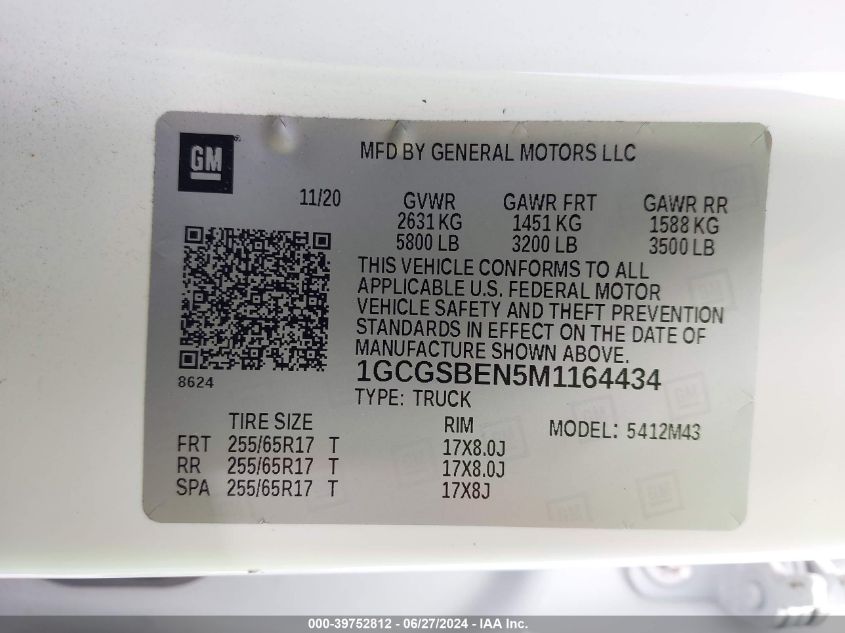 GM
MFD BY GENERAL MOTORS LLC
11/20 GVWR GAWR FRT GAWR RR
2631 KG 1451 KG 1588 KG
5800 LB 3200 LB 3500 LB
THIS VEHICLE CONFORMS TO ALL
APPLICABLE U.S. FEDERAL MOTOR
VEHICLE SAFETY AND THEFT PREVENTION
STANDARDS IN EFFECT ON THE DATE OF
MANUFACTURE SHOWN ABOVE.
8624
1GCGSBEN5M1164434
TYPE: TRUCK
TIRE SIZE RIM MODEL: 5412M43
FRT 255/65R17 T 17X8.0J
RR 255/65R17 T 17X8.0J
SPA 255/65R17 T 17X8J
000-39752812 - 06/27/2024 - IAA Inc.